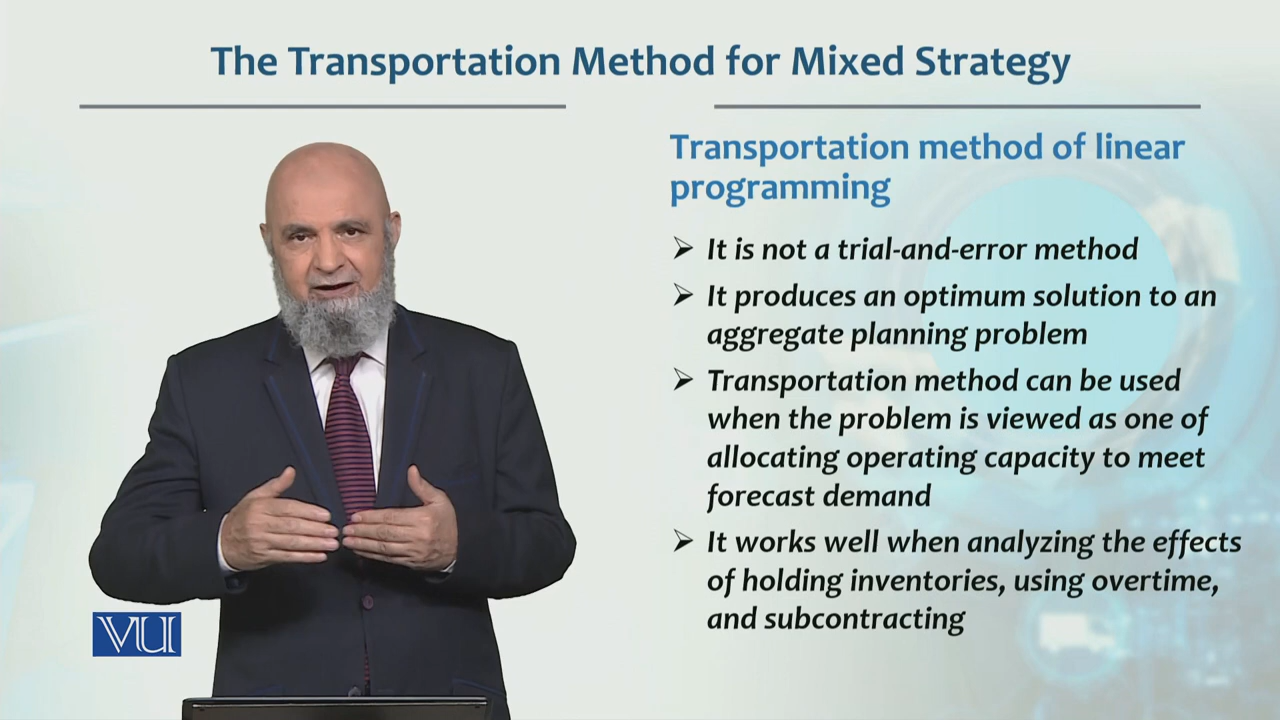 The Transportation Method for Mixed Strategy
Transportation method of linear
programming
➢ It is not a trial-and-error method
➢ It produces an optimum solution to an
aggregate planning problem
➢ Transportation method can be used
when the problem is viewed as one of
allocating operating capacity to meet
forecast demand
➢ It works well when analyzing the effects
of holding inventories, using overtime,
and subcontracting
VU